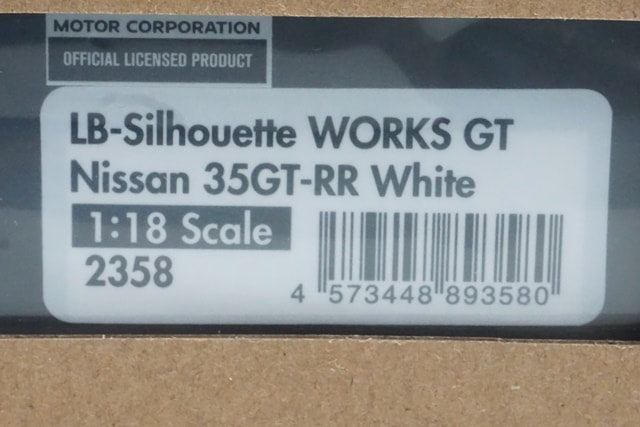 MOTOR CORPORATION
OFFICIAL LICENSED PRODUCT
LB-Silhouette WORKS GT
Nissan 35GT-RR White
1:18 Scale
2358
4 573448 893580